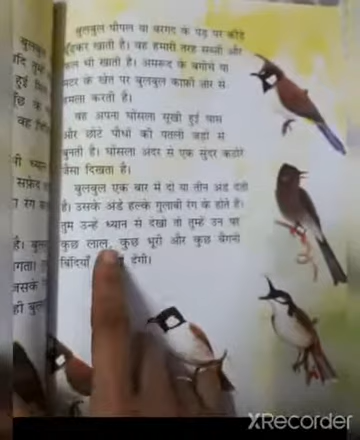 बुलबुल
बुलबुल पीपल या बरगद के पेड़ पर कीड़े
ढूँढ़कर खाती है। वह हमारी तरह सब्जी और
फल भी खाती है। अमरूद के बगीचे या
मटर के खेत पर बुलबुल काफ़ी ज़ोर से
हमला करती है।
वह अपना घोंसला सूखी हुई घास
और छोटे पौधों की पतली जड़ों से
बुनती है। घोंसला अंदर से एक सुंदर कटोरे
जैसा दिखता है।
बुलबुल एक बार में दो या तीन अंडे देती
है। उसके अंडे हल्के गुलाबी रंग के होते हैं।
तुम उन्हें ध्यान से देखो तो तुम्हें उन पर
कुछ लाल, कुछ भूरी और कुछ बैंगनी
बिंदियाँ देंगी।
XRecorder